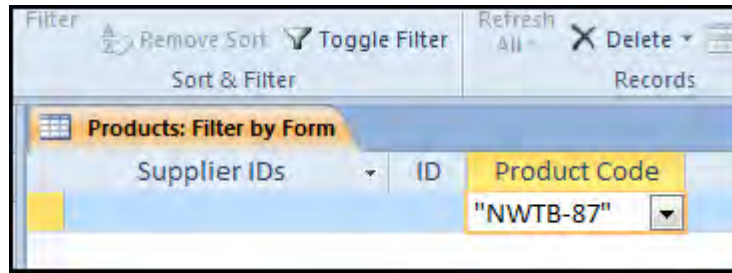 Filter
Remove Sort Toggle Filter
Refresh All
Delete
Sort & Filter
Records
Products: Filter by Form
Supplier IDs ID Product Code
"NWTB-87"